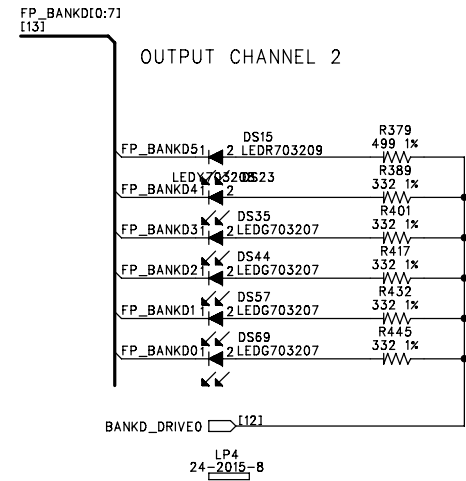 FP_BANKD[0:7]
[13]
OUTPUT CHANNEL 2
R379
DS15
499 1%
FP_BANKD5 1 2 LEDR703209
R389
LEDY703208 DS23
332 1%
FP_BANKD4 1 2
R401
DS35
332 1%
FP_BANKD3 1 2 LEDG703207
R417
DS44
332 1%
FP_BANKD2 1 2 LEDG703207
R432
DS57
332 1%
FP_BANKD1 1 2 LEDG703207
R445
DS69
332 1%
FP_BANKD0 1 2 LEDG703207
BANKD_DRIVE0 [12]
LP4
24-2015-8